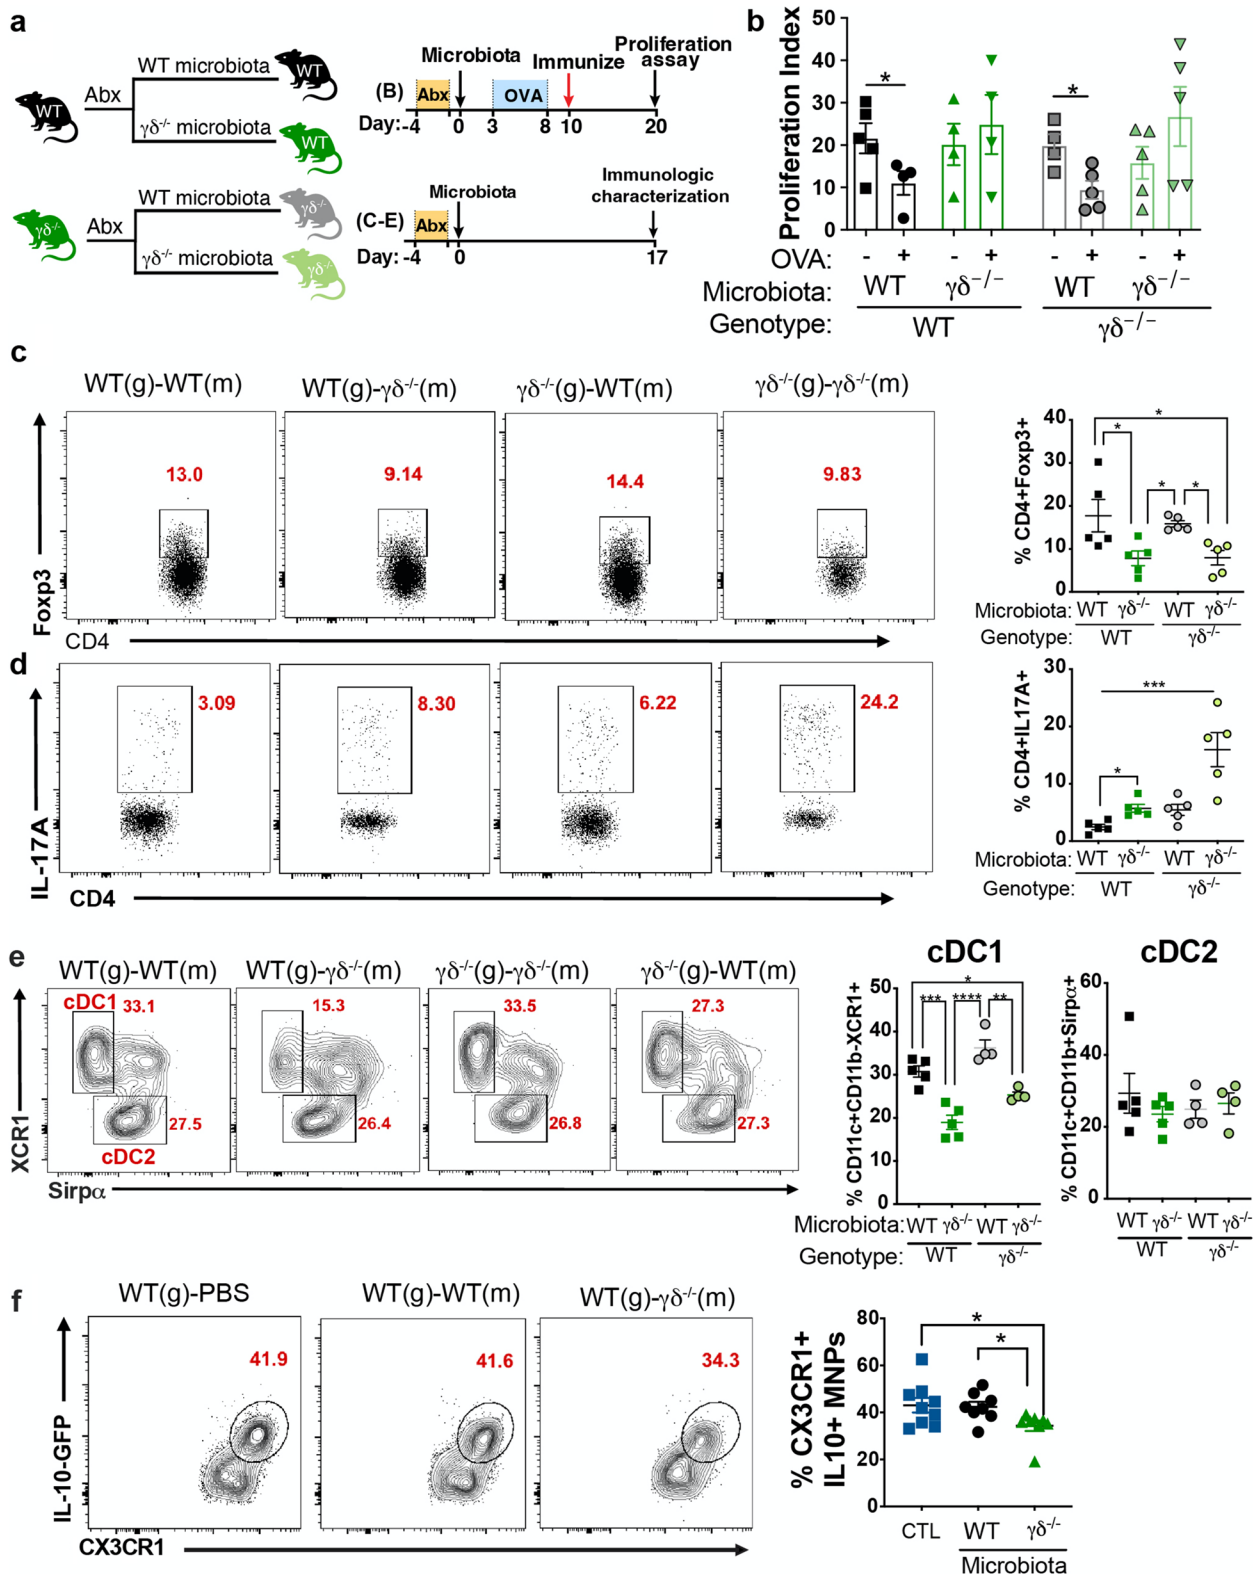 a
WT microbiota
WT
Abx
WT
γδ-/- microbiota
WT
WT microbiota
γδ-/-
γδ-/-
Abx
γδ-/- microbiota
γδ-/-
Microbiota
Immunize
Proliferation
assay
(B)
Abx
OVA
Day:-4 0 3 8 10 20
Microbiota
Immunologic
characterization
(C-E)
Abx
Day:-4 0 17
b
Proliferation Index
50
40
30
20
10
0
* *
OVA: - + - + - + - +
Microbiota: WT γδ−/− WT γδ−/−
Genotype: WT γδ−/−
c
WT(g)-WT(m) WT(g)-γδ-/-(m) γδ-/-(g)-WT(m) γδ-/-(g)-γδ-/-(m)
13.0 9.14 14.4 9.83
Foxp3
CD4
% CD4+Foxp3+
40
30
20
10
0
* * * *
Microbiota: WT γδ-/- WT γδ-/-
Genotype: WT γδ-/-
d
3.09 8.30 6.22 24.2
IL-17A
CD4
% CD4+IL17A+
30
20
10
0
*** *
Microbiota: WT γδ-/- WT γδ-/-
Genotype: WT γδ-/-
e
WT(g)-WT(m) WT(g)-γδ-/-(m) γδ-/-(g)-γδ-/-(m) γδ-/-(g)-WT(m)
cDC1 33.1 15.3 33.5 27.3
27.5 26.4 26.8 27.3
cDC2
XCR1
Sirpα
cDC1
% CD11c+CD11b-XCR1+
50
40
30
20
10
0
* *** **** **
Microbiota: WT γδ-/- WT γδ-/-
Genotype: WT γδ-/-
cDC2
% CD11c+CD11b+Sirpα+
60
40
20
0
WT γδ-/- WT γδ-/-
WT γδ-/-
f
WT(g)-PBS WT(g)-WT(m) WT(g)-γδ-/-(m)
41.9 41.6 34.3
IL-10-GFP
CX3CR1
% CX3CR1+
IL10+ MNPs
80
60
40
20
0
* *
CTL WT γδ-/-
Microbiota